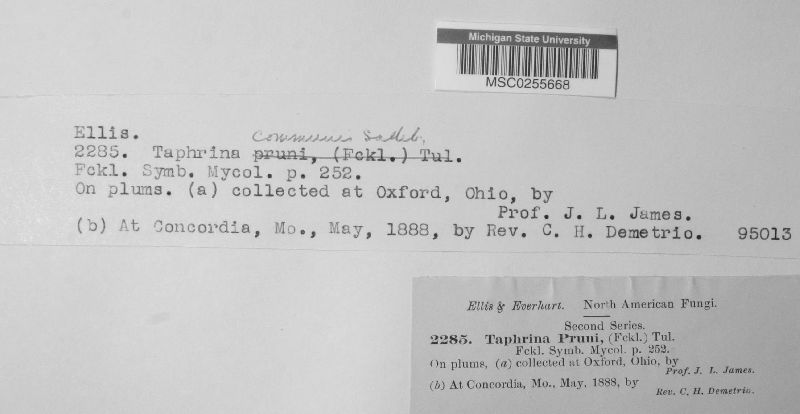 Michigan State University
MSC0255668
Ellis.
communis Sadeb.
2285. Taphrina pruni, (Fckl.) Tul.
Fckl. Symb. Mycol. p. 252.
On plums. (a) collected at Oxford, Ohio, by
Prof. J. L. James.
(b) At Concordia, Mo., May, 1888, by Rev. C. H. Demetrio. 95013
Ellis & Everhart. North American Fungi.
Second Series.
2285. Taphrina Pruni, (Fckl.) Tul.
Fckl. Symb. Mycol. p. 252.
On plums, (a) collected at Oxford, Ohio, by
Prof. J. L. James.
(b) At Concordia, Mo., May, 1888, by
Rev. C. H. Demetrio.